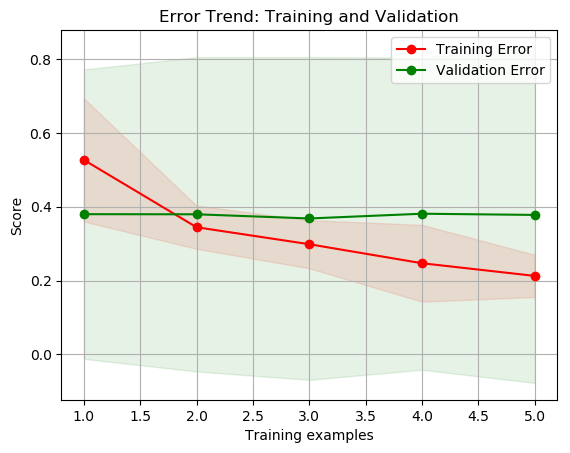 Error Trend: Training and Validation
Training Error
Validation Error
Score
0.8
0.6
0.4
0.2
0.0
1.0 1.5 2.0 2.5 3.0 3.5 4.0 4.5 5.0
Training examples